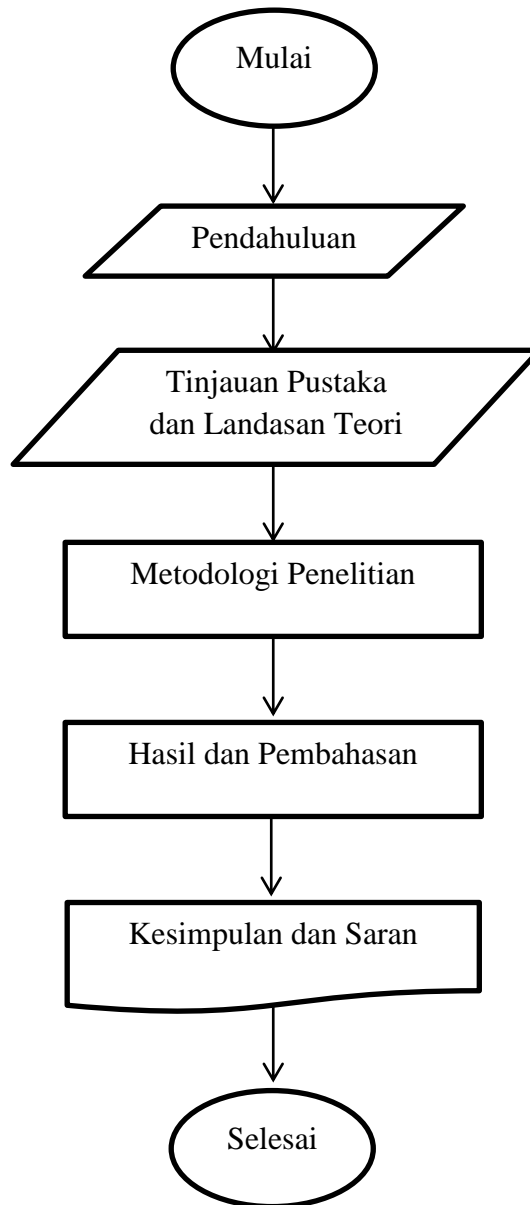 Mulai
Pendahuluan
Tinjauan Pustaka
dan Landasan Teori
Metodologi Penelitian
Hasil dan Pembahasan
Kesimpulan dan Saran
Selesai